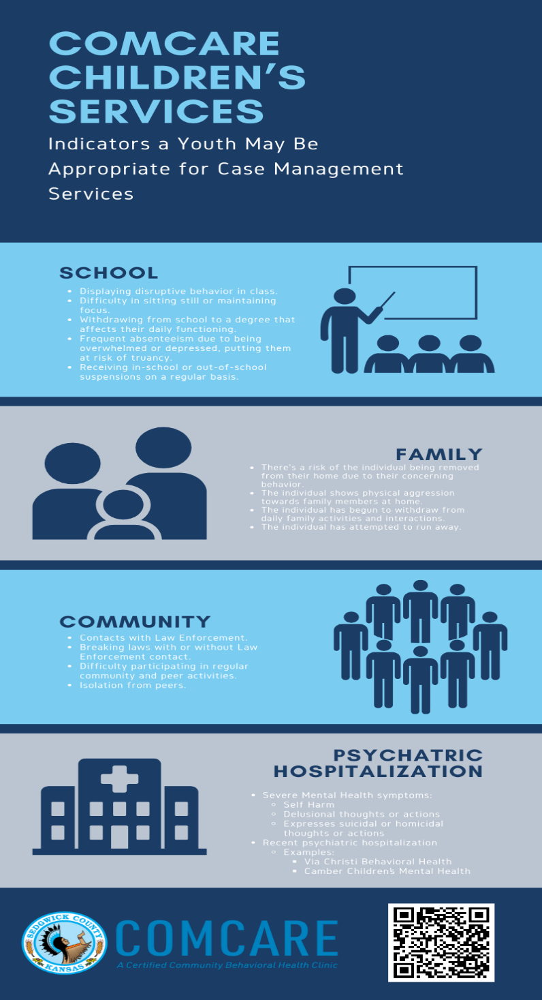 COMCARE
CHILDREN'S
SERVICES
Indicators a Youth May Be
Appropriate for Case Management
Services
SCHOOL
• Displaying disruptive behavior in class.
• Difficulty in sitting still or maintaining
focus.
• Withdrawing from school to a degree that
affects their daily functioning.
• Frequent absenteeism due to being
overwhelmed or depressed, putting them
at risk of truancy.
• Receiving in-school or out-of-school
suspensions on a regular basis.
FAMILY
• There's a risk of the individual being removed
from their home due to their concerning
behavior.
• The individual shows physical aggression
towards family members at home.
• The individual has begun to withdraw from
daily family activities and interactions.
• The individual has attempted to run away.
COMMUNITY
• Contacts with Law Enforcement.
• Breaking laws with or without Law
Enforcement contact.
• Difficulty participating in regular
community and peer activities.
• Isolation from peers.
PSYCHATRIC
HOSPITALIZATION
• Severe Mental Health symptoms:
◦ Self Harm
◦ Delusional thoughts or actions
◦ Expresses suicidal or homicidal
thoughts or actions
• Recent psychiatric hospitalization
◦ Examples:
▪ Via Christi Behavioral Health
▪ Camber Children's Mental Health
SEDGWICK COUNTY
KANSAS
COMCARE
A Certified Community Behavioral Health Clinic